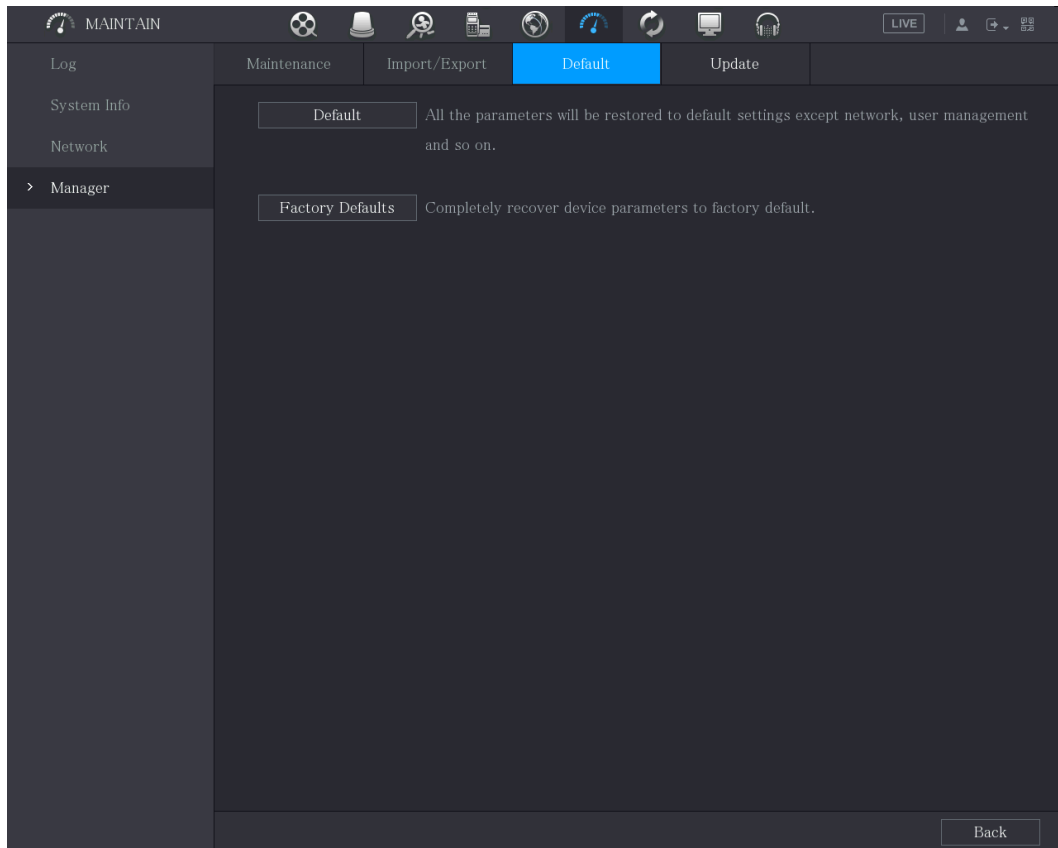 MAINTAIN
LIVE
Log
System Info
Network
Manager
Maintenance
Import/Export
Default
Update
Default
All the parameters will be restored to default settings except network, user management
and so on.
Factory Defaults
Completely recover device parameters to factory default.
Back